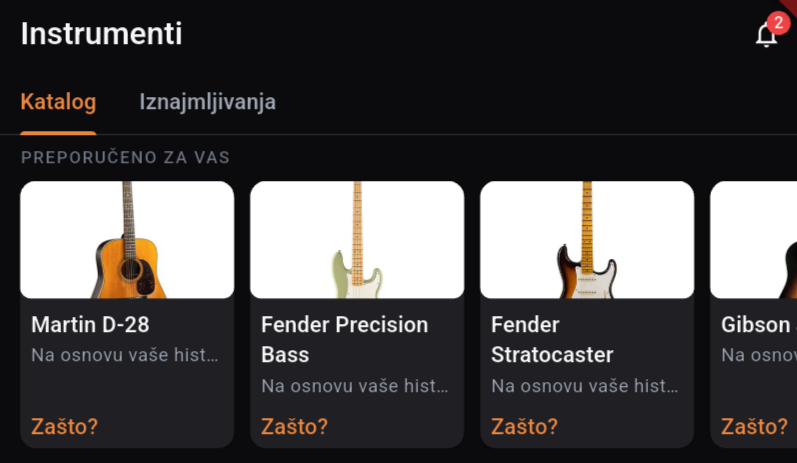 Instrumenti
2
Katalog
Iznajmljivanja
PREPORUČENO ZA VAS
Martin D-28
Na osnovu vaše hist…
Zašto?
Fender Precision
Bass
Na osnovu vaše hist…
Zašto?
Fender
Stratocaster
Na osnovu vaše hist…
Zašto?
Gibson
Na osnov
Zašto?